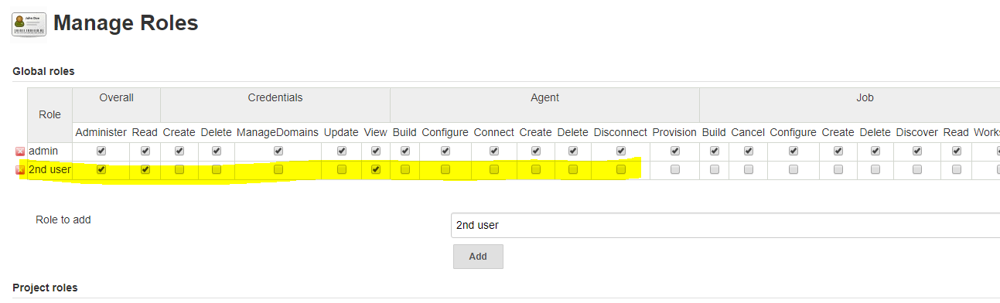 John Doe
Manage Roles
Global roles
Role Overall Credentials Agent Job
Administer Read Create Delete ManageDomains Update View Build Configure Connect Create Delete Disconnect Provision Build Cancel Configure Create Delete Discover Read Works
admin
2nd user
Role to add 2nd user
Add
Project roles